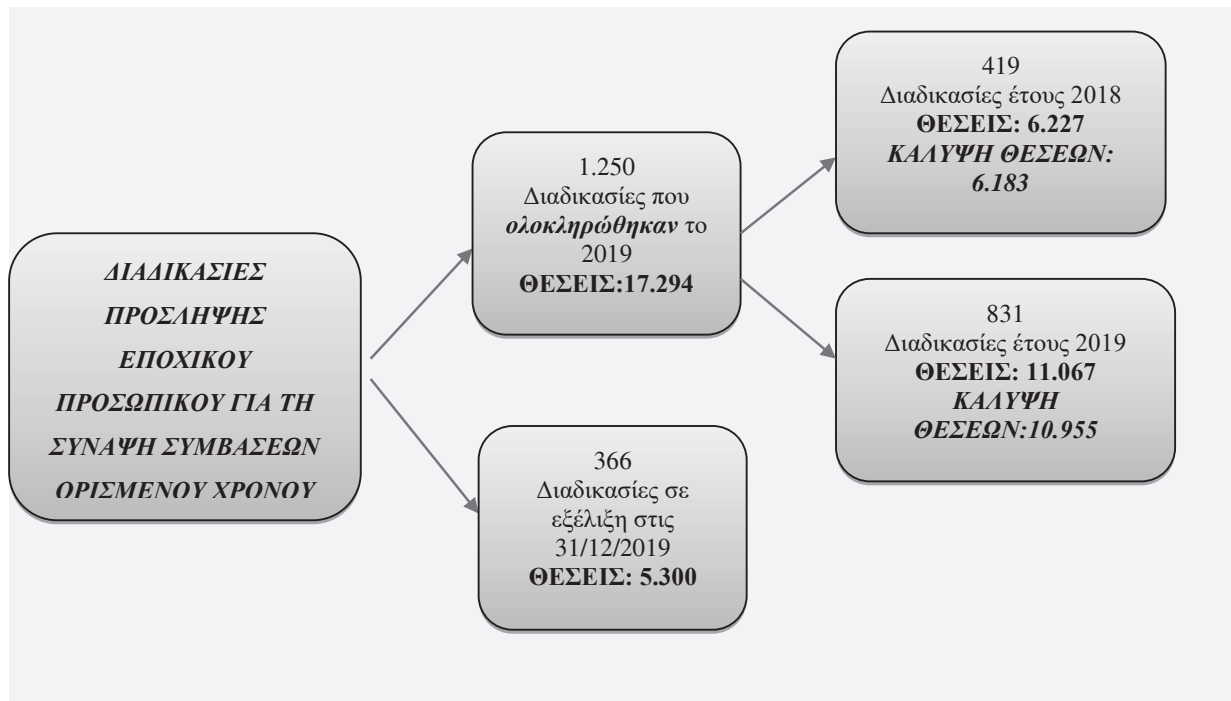 ΔΙΑΔΙΚΑΣΙΕΣ
ΠΡΟΣΛΗΨΗΣ
ΕΠΟΧΙΚΟΥ
ΠΡΟΣΩΠΙΚΟΥ ΓΙΑ ΤΗ
ΣΥΝΑΨΗ ΣΥΜΒΑΣΕΩΝ
ΟΡΙΣΜΕΝΟΥ ΧΡΟΝΟΥ
1.250
Διαδικασίες που
ολοκληρώθηκαν το
2019
ΘΕΣΕΙΣ:17.294
366
Διαδικασίες σε
εξέλιξη στις
31/12/2019
ΘΕΣΕΙΣ: 5.300
419
Διαδικασίες έτους 2018
ΘΕΣΕΙΣ: 6.227
ΚΑΛΥΨΗ ΘΕΣΕΩΝ:
6.183
831
Διαδικασίες έτους 2019
ΘΕΣΕΙΣ: 11.067
ΚΑΛΥΨΗ
ΘΕΣΕΩΝ:10.955